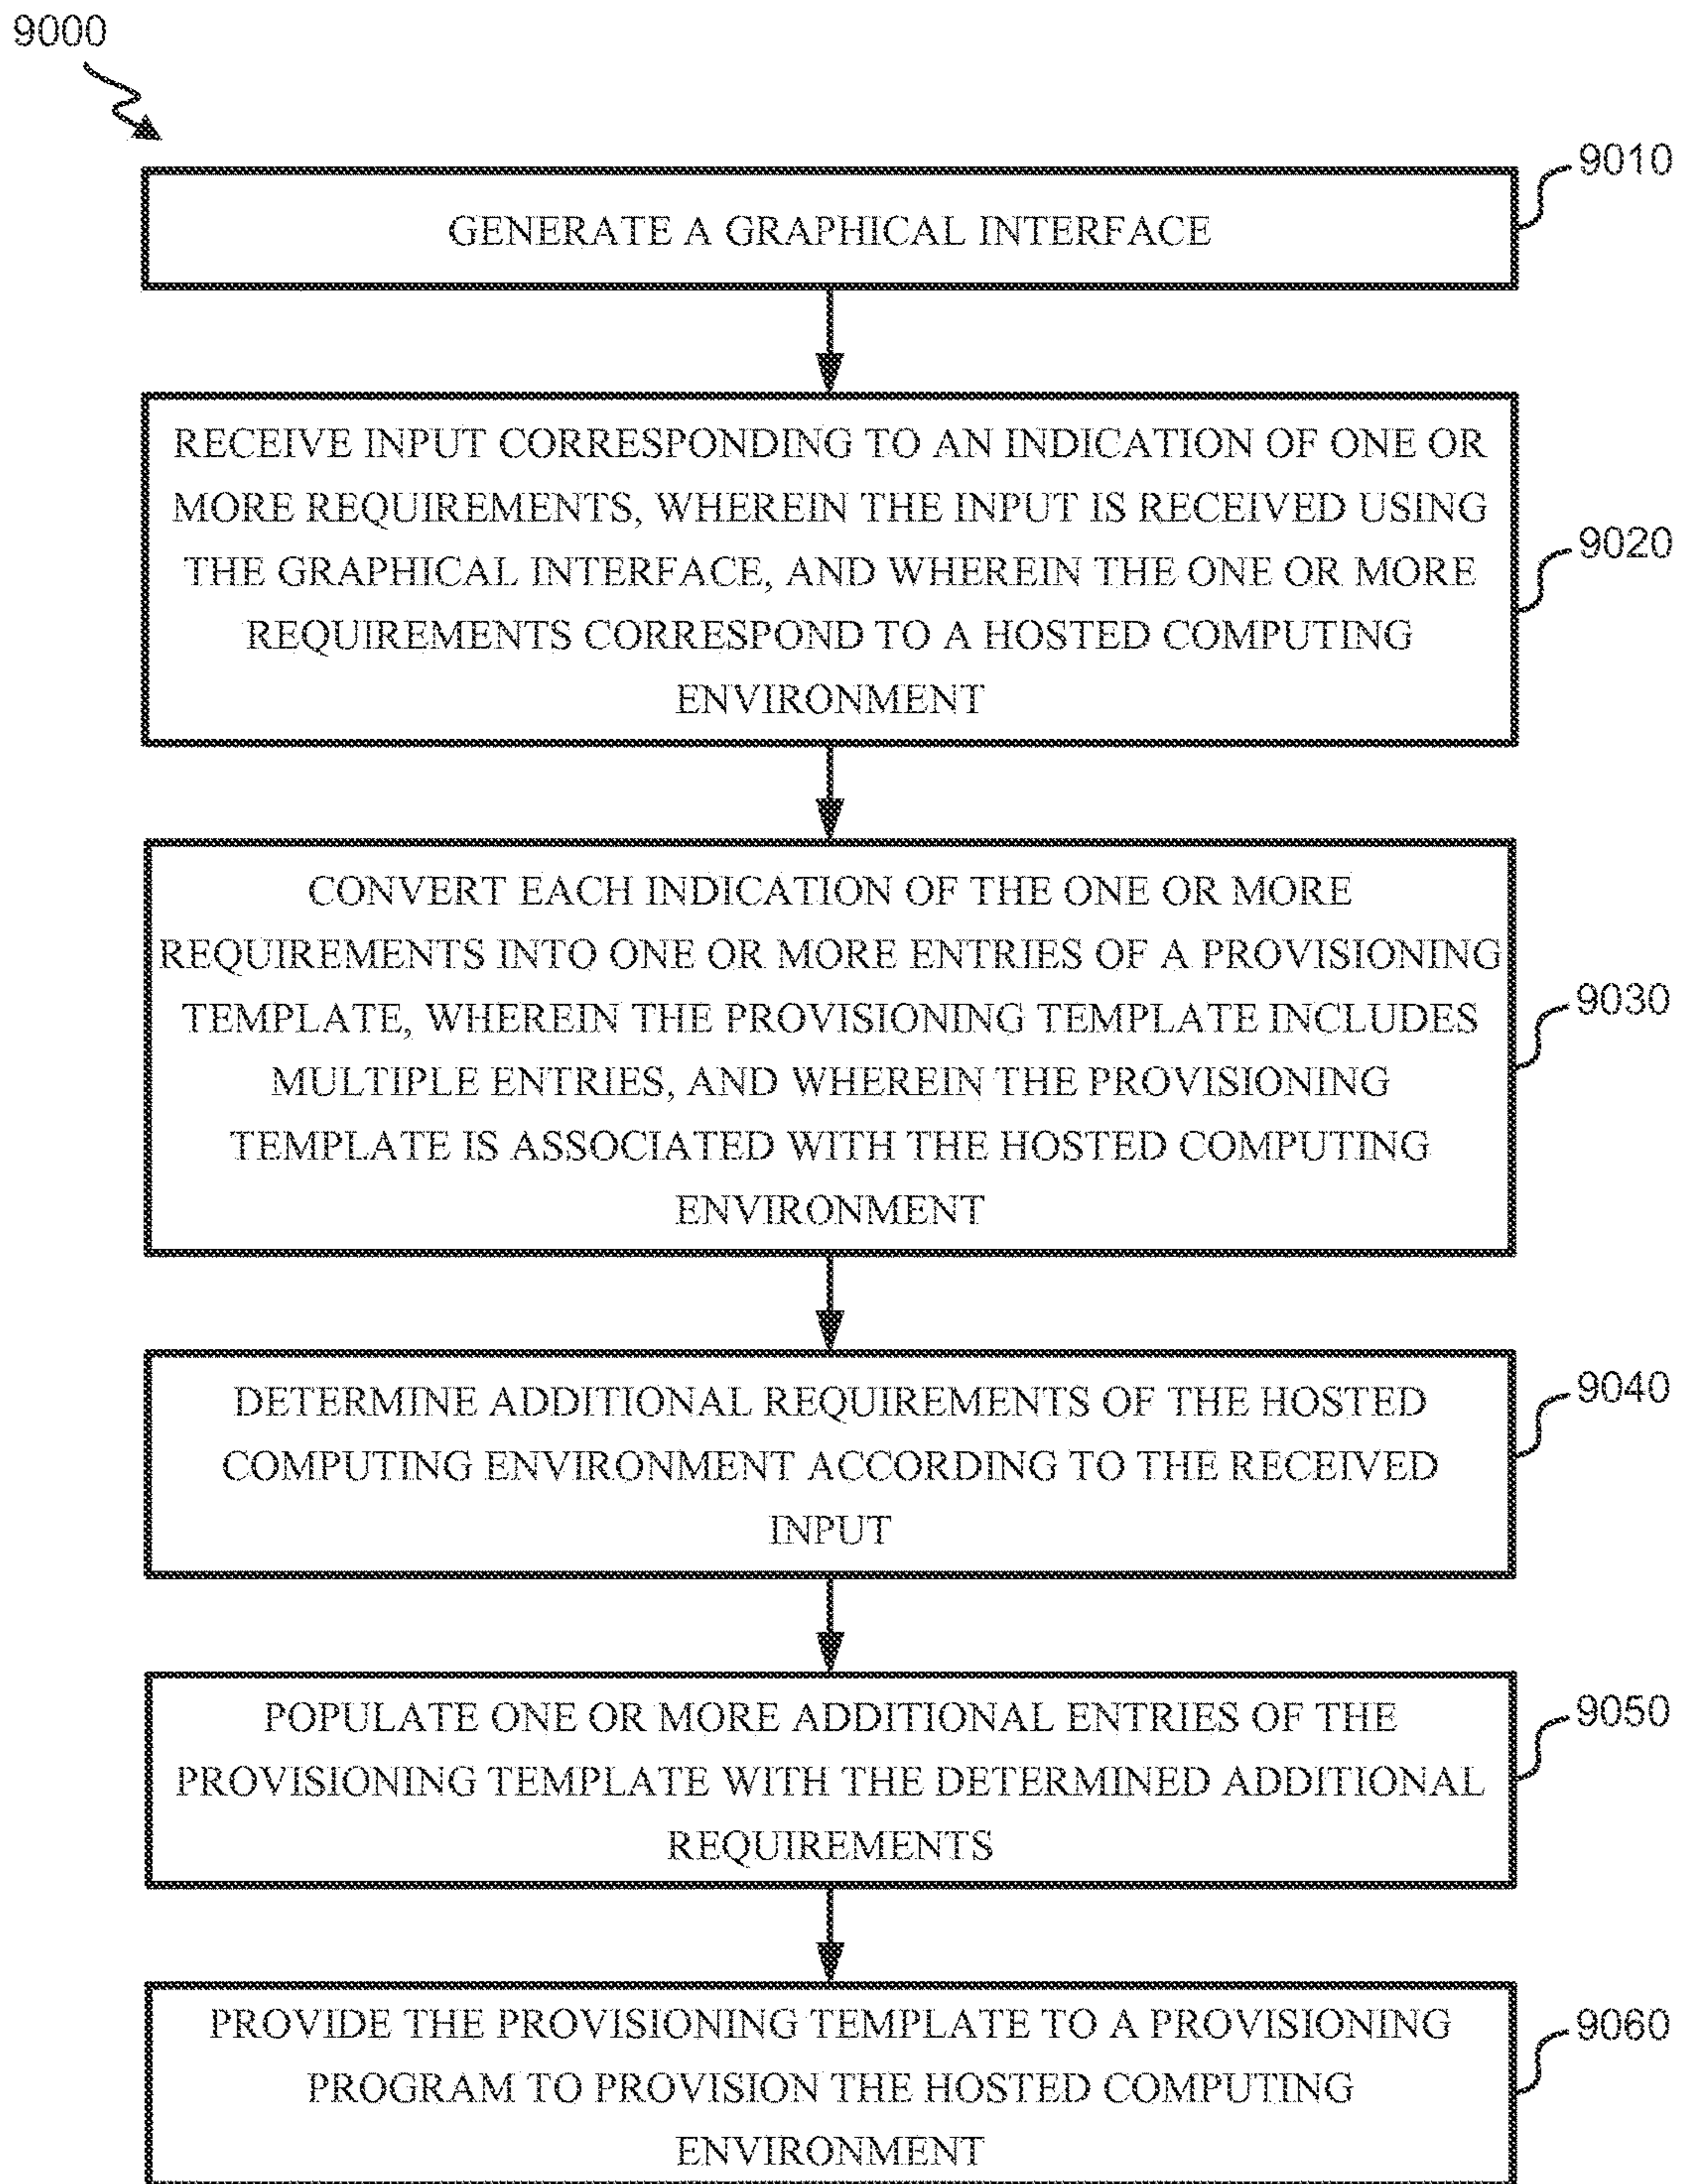 9000
9010
GENERATE A GRAPHICAL INTERFACE
RECEIVE INPUT CORRESPONDING TO AN INDICATION OF ONE OR
MORE REQUIREMENTS, WHEREIN THE INPUT IS RECEIVED USING
THE GRAPHICAL INTERFACE, AND WHEREIN THE ONE OR MORE
REQUIREMENTS CORRESPOND TO A HOSTED COMPUTING
ENVIRONMENT
9020
CONVERT EACH INDICATION OF THE ONE OR MORE
REQUIREMENTS INTO ONE OR MORE ENTRIES OF A PROVISIONING
TEMPLATE, WHEREIN THE PROVISIONING TEMPLATE INCLUDES
MULTIPLE ENTRIES, AND WHEREIN THE PROVISIONING
TEMPLATE IS ASSOCIATED WITH THE HOSTED COMPUTING
ENVIRONMENT
9030
DETERMINE ADDITIONAL REQUIREMENTS OF THE HOSTED
COMPUTING ENVIRONMENT ACCORDING TO THE RECEIVED
INPUT
9040
POPULATE ONE OR MORE ADDITIONAL ENTRIES OF THE
PROVISIONING TEMPLATE WITH THE DETERMINED ADDITIONAL
REQUIREMENTS
9050
PROVIDE THE PROVISIONING TEMPLATE TO A PROVISIONING
PROGRAM TO PROVISION THE HOSTED COMPUTING
ENVIRONMENT
9060